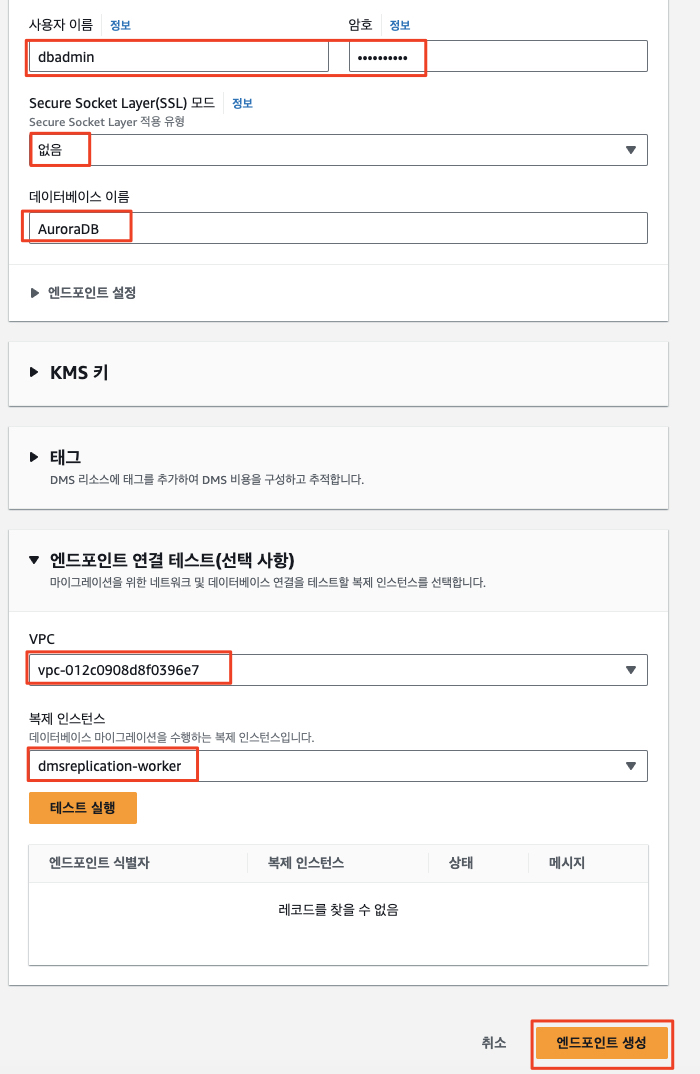 사용자 이름 정보 암호 정보
dbadmin ••••••••••
Secure Socket Layer(SSL) 모드 정보
Secure Socket Layer 적용 유형
없음
데이터베이스 이름
AuroraDB
엔드포인트 설정
KMS 키
태그
DMS 리소스에 태그를 추가하여 DMS 비용을 구성하고 추적합니다.
엔드포인트 연결 테스트(선택 사항)
마이그레이션을 위한 네트워크 및 데이터베이스 연결을 테스트할 복제 인스턴스를 선택합니다.
VPC
vpc-012c0908d8f0396e7
복제 인스턴스
데이터베이스 마이그레이션을 수행하는 복제 인스턴스입니다.
dmsreplication-worker
테스트 실행
엔드포인트 식별자 복제 인스턴스 상태 메시지
레코드를 찾을 수 없음
취소 엔드포인트 생성